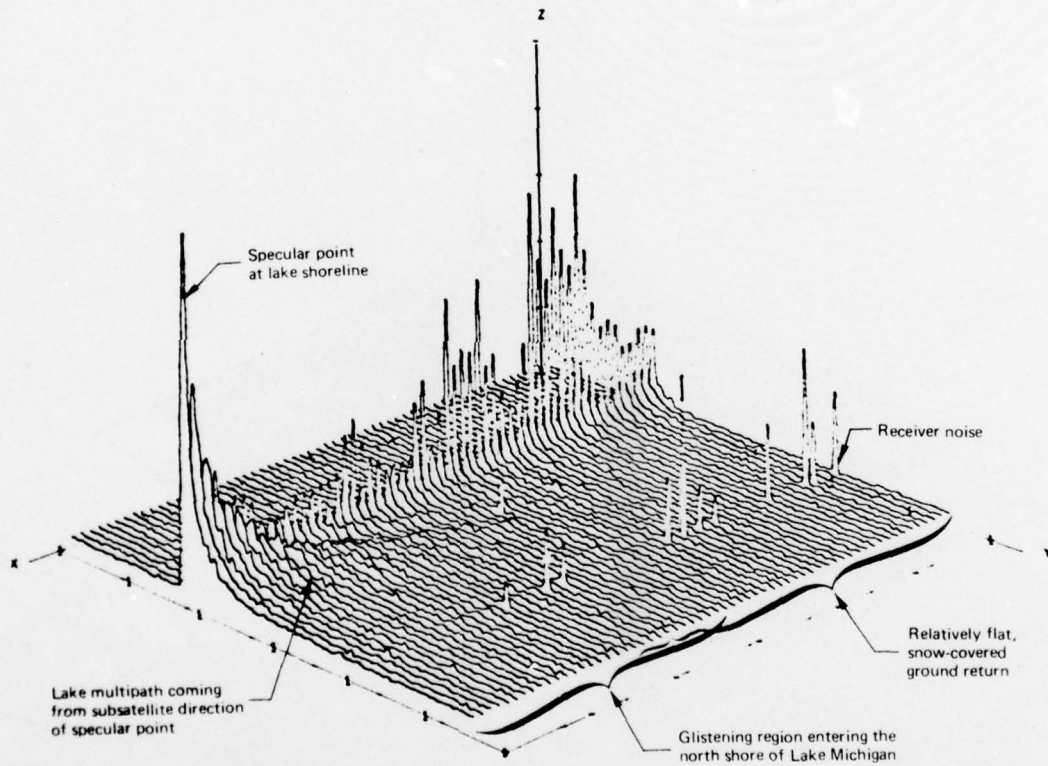 Z
Specular point
at lake shoreline
Receiver noise
X
Relatively flat,
snow-covered
ground return
Lake multipath coming
from subsatellite direction
of specular point
Glistening region entering the
north shore of Lake Michigan